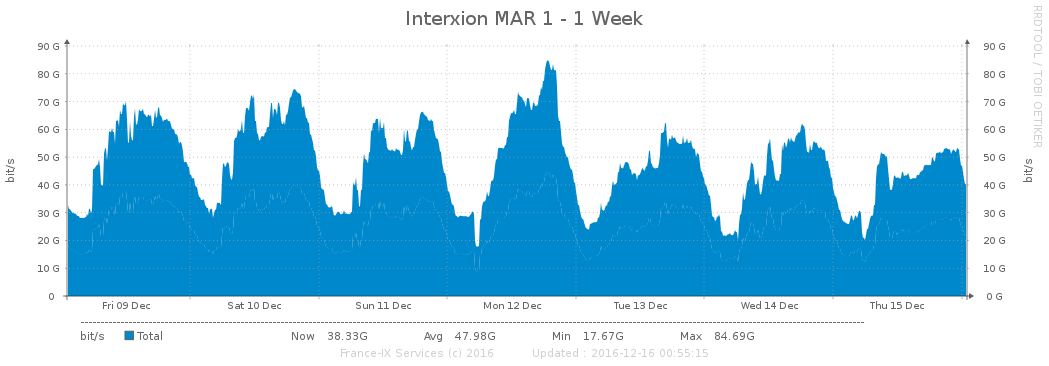 Interxion MAR 1 - 1 Week
RRDTOOL / TOBI OETIKER
90 G 90 G
80 G 80 G
70 G 70 G
60 G 60 G
50 G 50 G
40 G 40 G
30 G 30 G
20 G 20 G
10 G 10 G
0 0 G
bit/s bit/s
Fri 09 Dec Sat 10 Dec Sun 11 Dec Mon 12 Dec Tue 13 Dec Wed 14 Dec Thu 15 Dec
bit/s Total Now 38.33G Avg 47.98G Min 17.67G Max 84.69G
France-IX Services (c) 2016 Updated : 2016-12-16 00:55:15